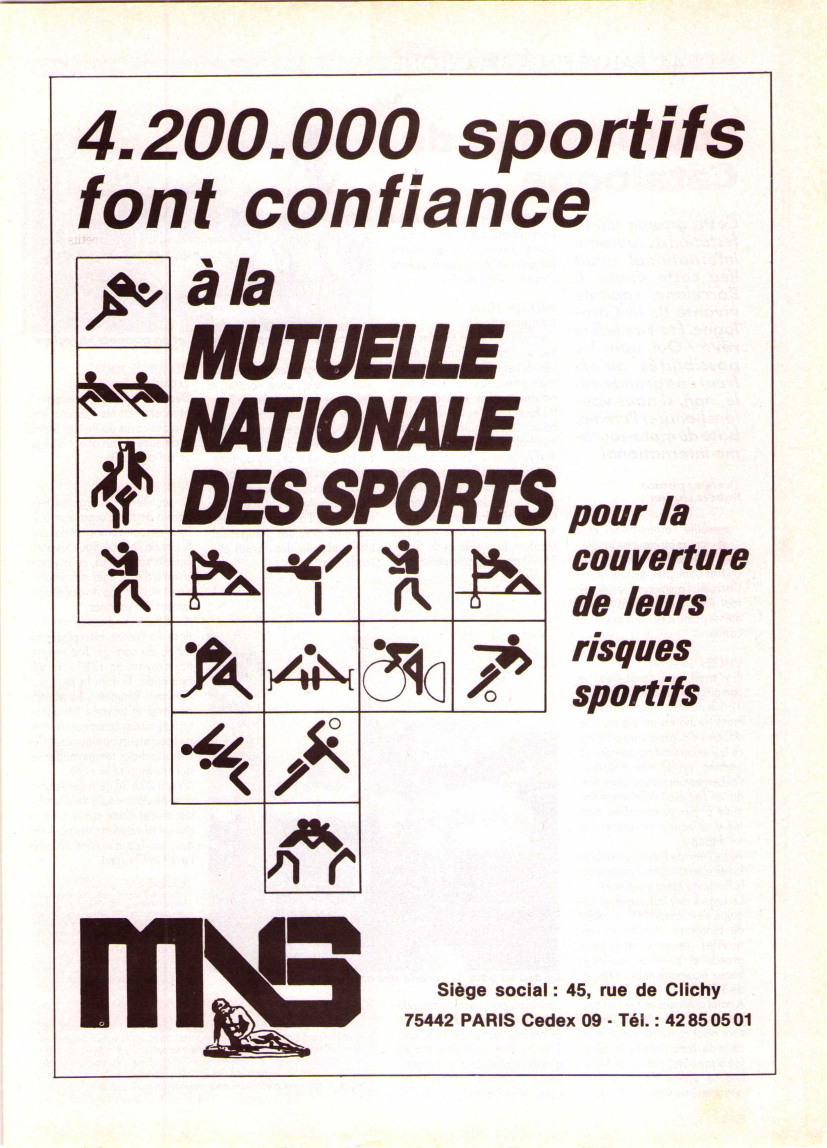 4.200.000 sportifs
font confiance
à la
MUTUELLE
NATIONALE
DES SPORTS
pour la
couverture
de leurs
risques
sportifs
MNS
Siège social : 45, rue de Clichy
75442 PARIS Cedex 09 - Tél. : 42 85 05 01